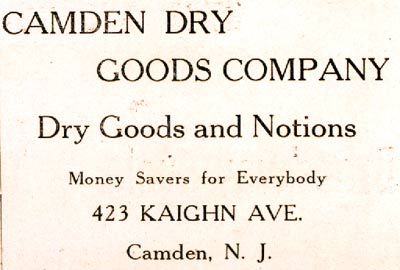 CAMDEN DRY
GOODS COMPANY
Dry Goods and Notions
Money Savers for Everybody
423 KAIGHN AVE.
Camden, N. J.